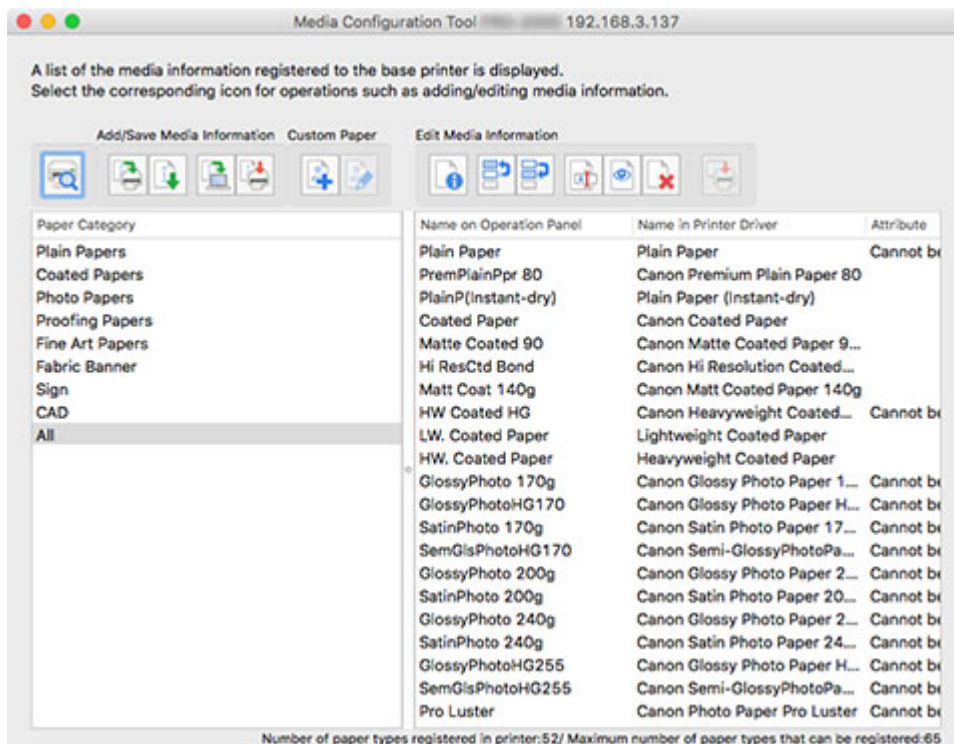 Media Configuration Tool 192.168.3.137
A list of the media information registered to the base printer is displayed.
Select the corresponding icon for operations such as adding/editing media information.
Add/Save Media Information Custom Paper Edit Media Information
Paper Category
Plain Papers
Coated Papers
Photo Papers
Proofing Papers
Fine Art Papers
Fabric Banner
Sign
CAD
All
Name on Operation Panel Name in Printer Driver Attribute
Plain Paper Plain Paper Cannot be
PremPlainPpr 80 Canon Premium Plain Paper 80
PlainP(Instant-dry) Plain Paper (Instant-dry)
Coated Paper Canon Coated Paper
Matte Coated 90 Canon Matte Coated Paper 9...
Hi ResCtd Bond Canon Hi Resolution Coated...
Matt Coat 140g Canon Matt Coated Paper 140g
HW Coated HG Canon Heavyweight Coated... Cannot be
LW. Coated Paper Lightweight Coated Paper
HW. Coated Paper Heavyweight Coated Paper
GlossyPhoto 170g Canon Glossy Photo Paper 1... Cannot be
GlossyPhotoHG170 Canon Glossy Photo Paper H... Cannot be
SatinPhoto 170g Canon Satin Photo Paper 17... Cannot be
SemGlsPhotoHG170 Canon Semi-GlossyPhotoPa... Cannot be
GlossyPhoto 200g Canon Glossy Photo Paper 2... Cannot be
SatinPhoto 200g Canon Satin Photo Paper 20... Cannot be
GlossyPhoto 240g Canon Glossy Photo Paper 2... Cannot be
SatinPhoto 240g Canon Satin Photo Paper 24... Cannot be
GlossyPhotoHG255 Canon Glossy Photo Paper H... Cannot be
SemGlsPhotoHG255 Canon Semi-GlossyPhotoPa... Cannot be
Pro Luster Canon Photo Paper Pro Luster Cannot be
Number of paper types registered in printer:52/ Maximum number of paper types that can be registered:65